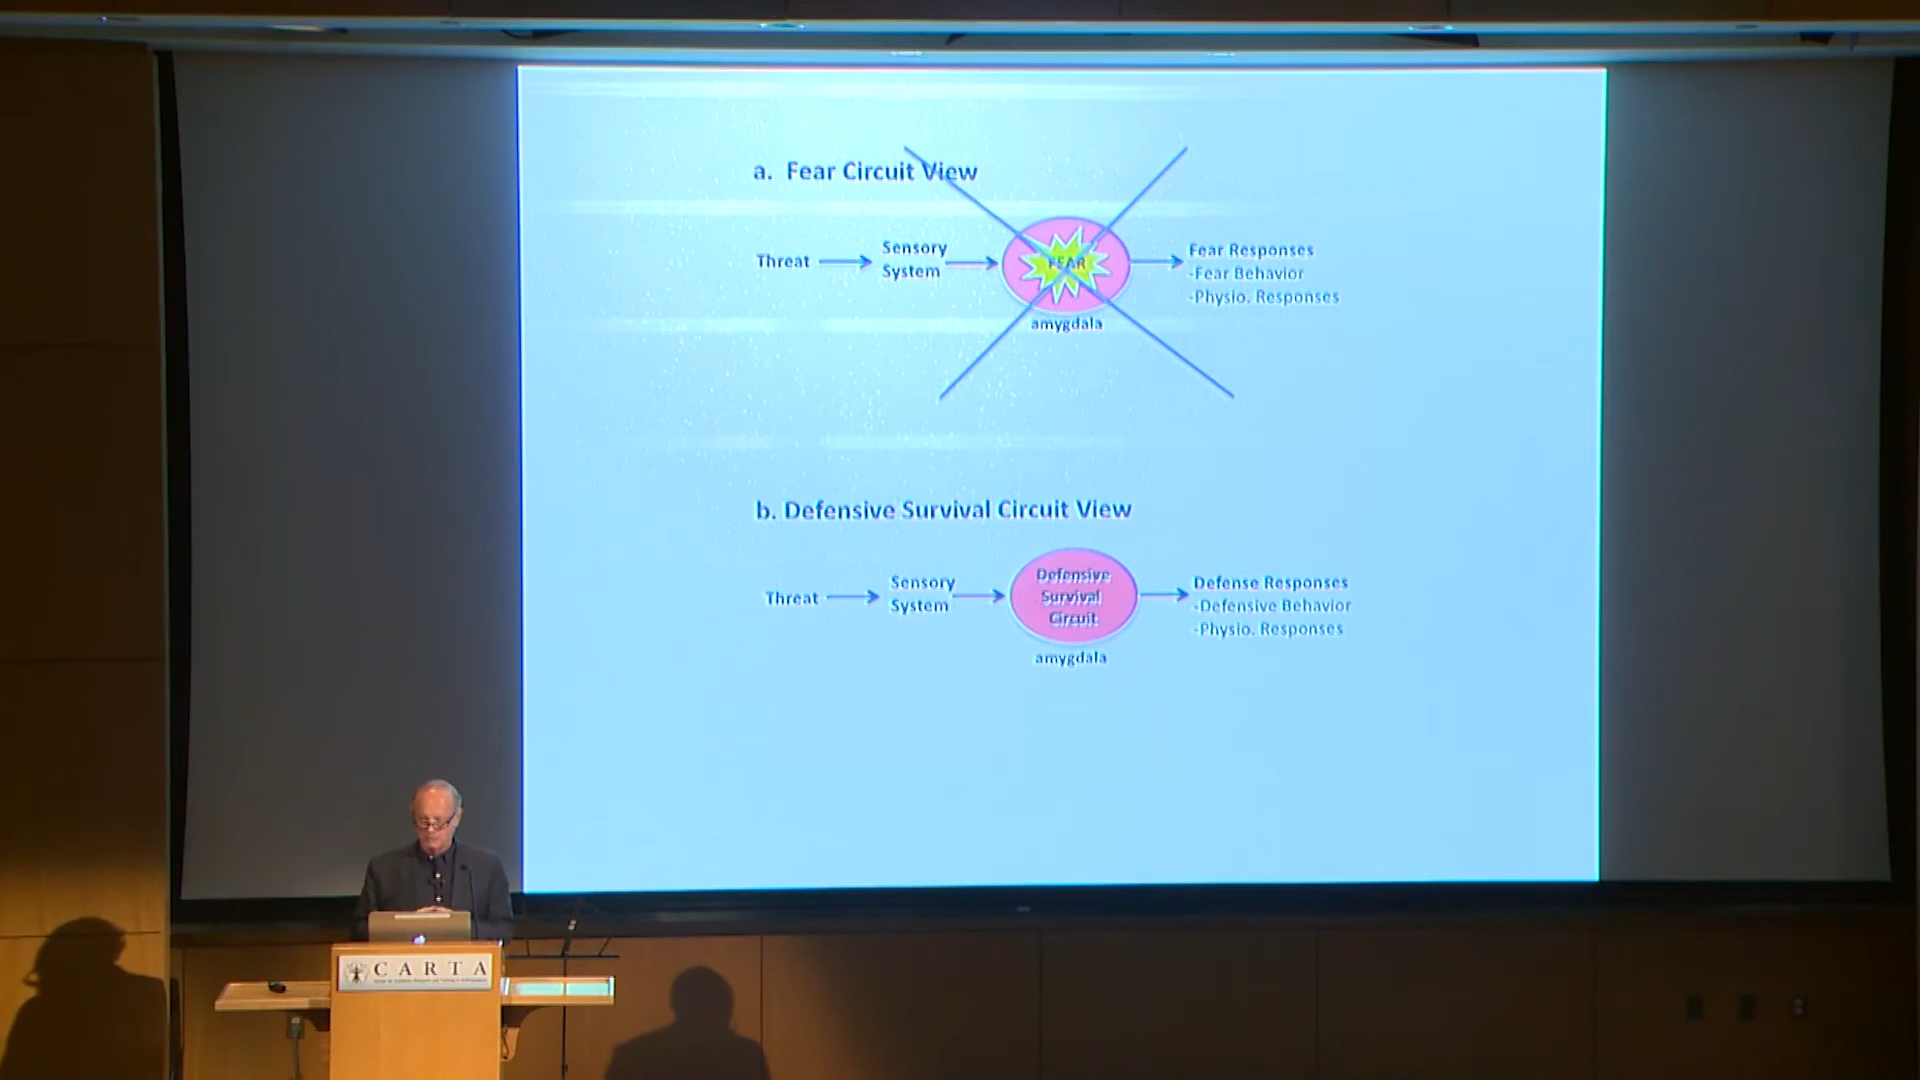 a. Fear Circuit View
Threat
Sensory
System
FEAR
amygdala
Fear Responses
-Fear Behavior
-Physio. Responses
b. Defensive Survival Circuit View
Threat
Sensory
System
Defensive
Survival
Circuit
amygdala
Defense Responses
-Defensive Behavior
-Physio. Responses
CARTA